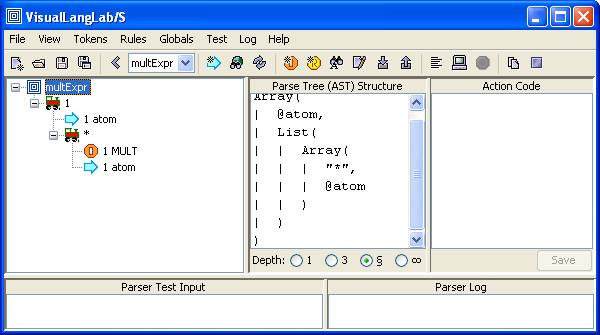 VisualLangLab/S
File View Tokens Rules Globals Test Log Help
multExpr
multExpr
1
1 atom
*
1 MULT
1 atom
Parse Tree (AST) Structure
Array(
| @atom,
| List(
| | Array(
| | | "*",
| | | @atom
| | )
| )
)
Depth: 1 3 § ∞
Action Code
Save
Parser Test Input
Parser Log